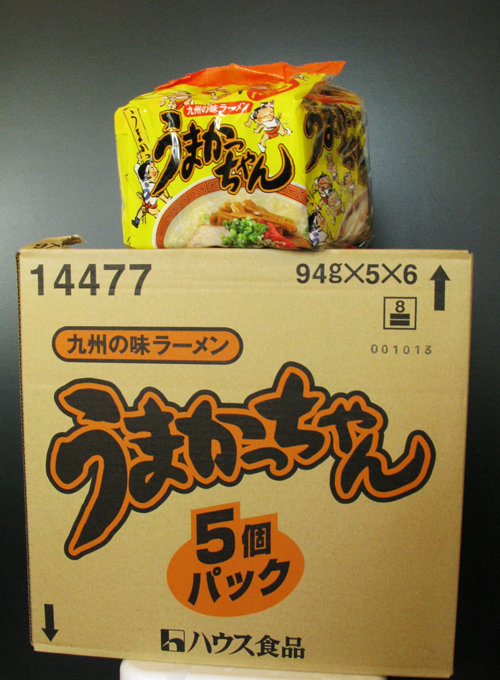 九州の味ラーメン
うまかっちゃん
14477
94g×5×6
8
001013
九州の味ラーメン
うまかっちゃん
5個
パック
ハウス食品